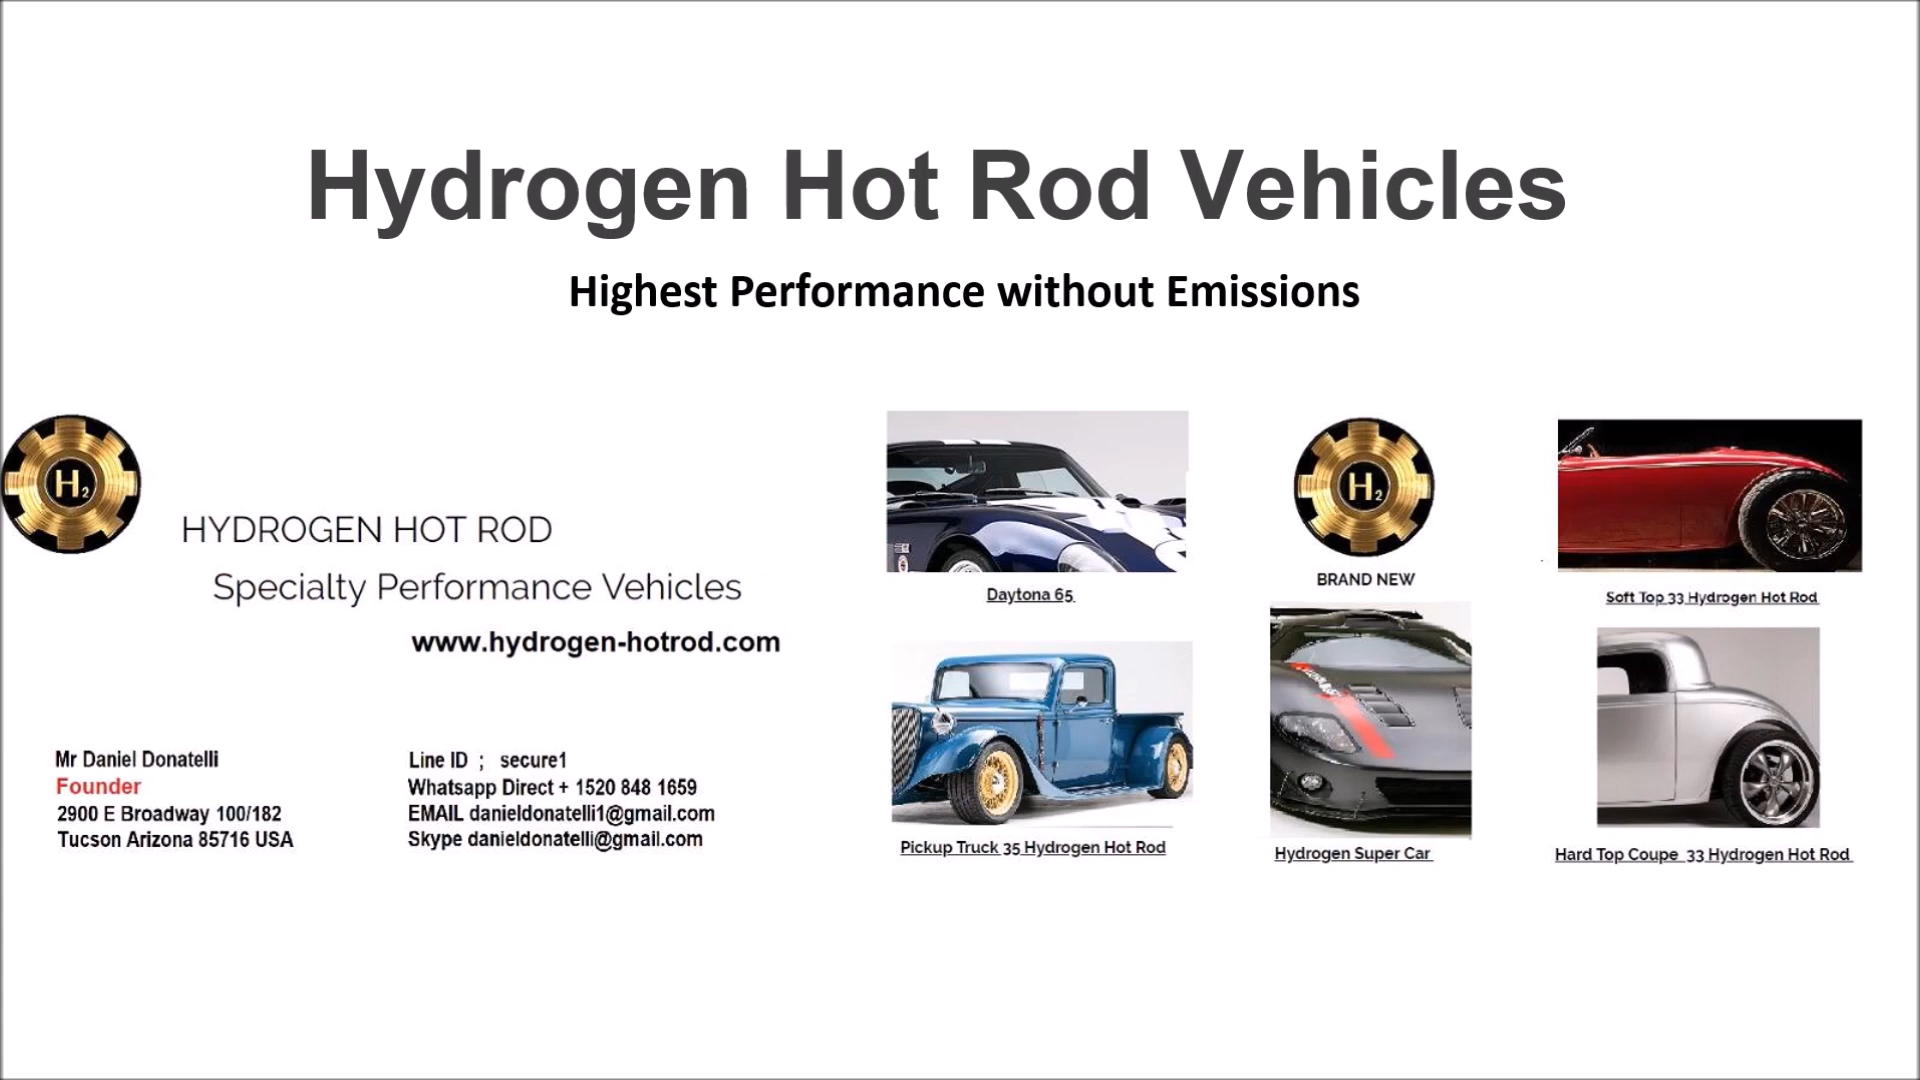 Hydrogen Hot Rod Vehicles
Highest Performance without Emissions
H2
HYDROGEN HOT ROD
Specialty Performance Vehicles
www.hydrogen-hotrod.com
Mr Daniel Donatelli
Founder
2900 E Broadway 100/182
Tucson Arizona 85716 USA
Line ID ; secure1
Whatsapp Direct + 1520 848 1659
EMAIL danieldonatelli1@gmail.com
Skype danieldonatelli@gmail.com
Daytona 65
H2
BRAND NEW
Soft Top 33 Hydrogen Hot Rod
Pickup Truck 35 Hydrogen Hot Rod
Hydrogen Super Car
Hard Top Coupe 33 Hydrogen Hot Rod